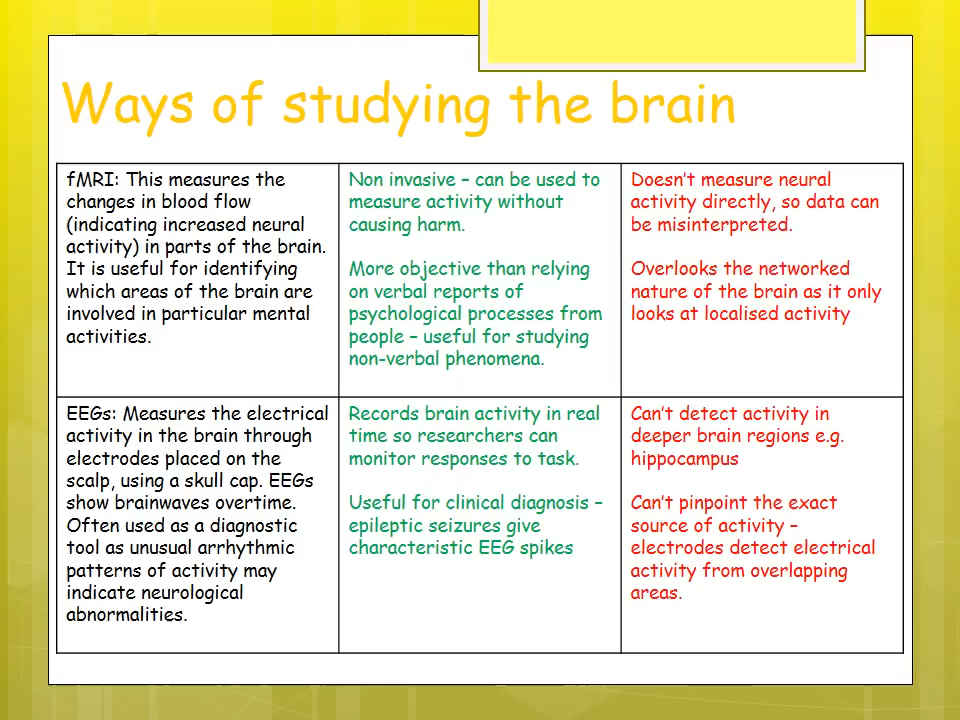 Ways of studying the brain
fMRI: This measures the
changes in blood flow
(indicating increased neural
activity) in parts of the brain.
It is useful for identifying
which areas of the brain are
involved in particular mental
activities.
Non invasive – can be used to
measure activity without
causing harm.
More objective than relying
on verbal reports of
psychological processes from
people – useful for studying
non-verbal phenomena.
Doesn't measure neural
activity directly, so data can
be misinterpreted.
Overlooks the networked
nature of the brain as it only
looks at localised activity
EEGs: Measures the electrical
activity in the brain through
electrodes placed on the
scalp, using a skull cap. EEGs
show brainwaves overtime.
Often used as a diagnostic
tool as unusual arrhythmic
patterns of activity may
indicate neurological
abnormalities.
Records brain activity in real
time so researchers can
monitor responses to task.
Useful for clinical diagnosis –
epileptic seizures give
characteristic EEG spikes
Can't detect activity in
deeper brain regions e.g.
hippocampus
Can't pinpoint the exact
source of activity –
electrodes detect electrical
activity from overlapping
areas.